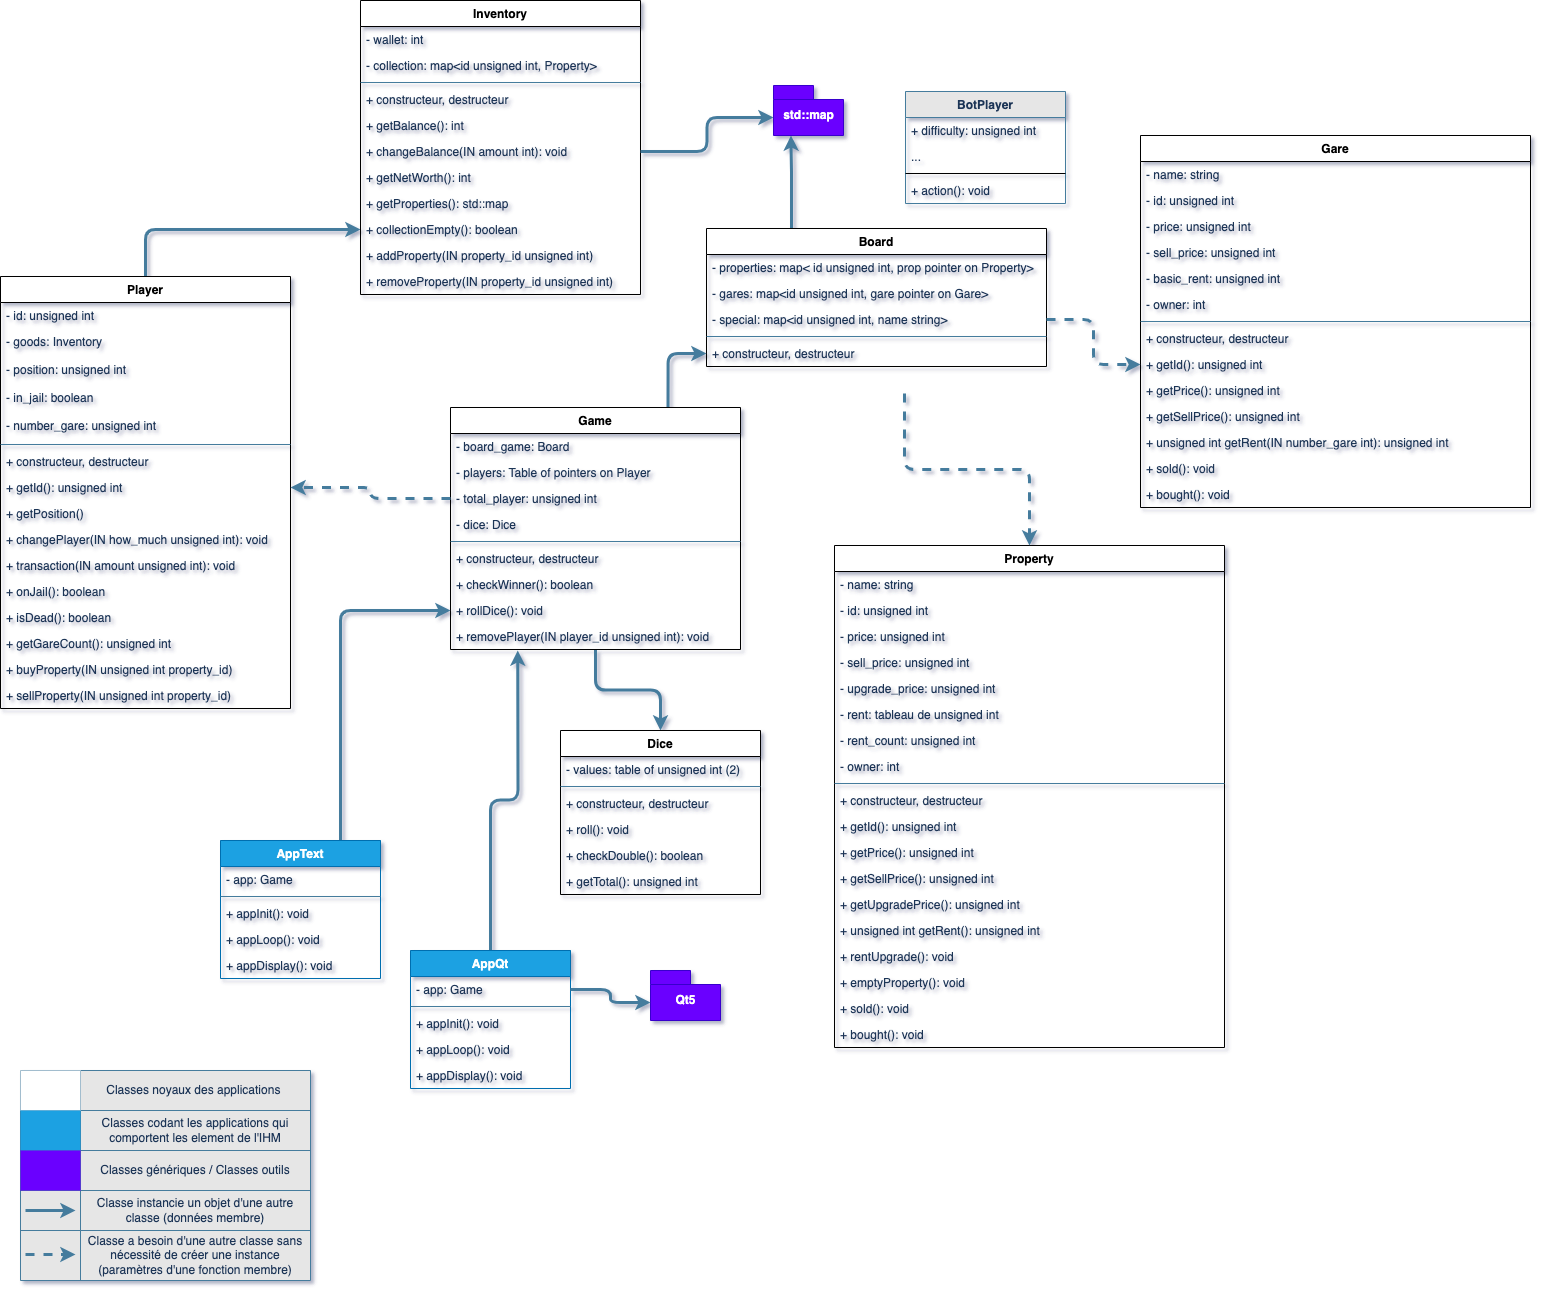 Inventory
- wallet: int
- collection: map<id unsigned int, Property>
+ constructeur, destructeur
+ getBalance(): int
+ changeBalance(IN amount int): void
+ getNetWorth(): int
+ getProperties(): std::map
+ collectionEmpty(): boolean
+ addProperty(IN property_id unsigned int)
+ removeProperty(IN property_id unsigned int)
std::map
BotPlayer
+ difficulty: unsigned int
...
+ action(): void
Gare
- name: string
- id: unsigned int
- price: unsigned int
- sell_price: unsigned int
- basic_rent: unsigned int
- owner: int
+ constructeur, destructeur
+ getId(): unsigned int
+ getPrice(): unsigned int
+ getSellPrice(): unsigned int
+ unsigned int getRent(IN number_gare int): unsigned int
+ sold(): void
+ bought(): void
Board
- properties: map< id unsigned int, prop pointer on Property>
- gares: map<id unsigned int, gare pointer on Gare>
- special: map<id unsigned int, name string>
+ constructeur, destructeur
Player
- id: unsigned int
- goods: Inventory
- position: unsigned int
- in_jail: boolean
- number_gare: unsigned int
+ constructeur, destructeur
+ getId(): unsigned int
+ getPosition()
+ changePlayer(IN how_much unsigned int): void
+ transaction(IN amount unsigned int): void
+ onJail(): boolean
+ isDead(): boolean
+ getGareCount(): unsigned int
+ buyProperty(IN unsigned int property_id)
+ sellProperty(IN unsigned int property_id)
Game
- board_game: Board
- players: Table of pointers on Player
- total_player: unsigned int
- dice: Dice
+ constructeur, destructeur
+ checkWinner(): boolean
+ rollDice(): void
+ removePlayer(IN player_id unsigned int): void
Property
- name: string
- id: unsigned int
- price: unsigned int
- sell_price: unsigned int
- upgrade_price: unsigned int
- rent: tableau de unsigned int
- rent_count: unsigned int
- owner: int
+ constructeur, destructeur
+ getId(): unsigned int
+ getPrice(): unsigned int
+ getSellPrice(): unsigned int
+ getUpgradePrice(): unsigned int
+ unsigned int getRent(): unsigned int
+ rentUpgrade(): void
+ emptyProperty(): void
+ sold(): void
+ bought(): void
Dice
- values: table of unsigned int (2)
+ constructeur, destructeur
+ roll(): void
+ checkDouble(): boolean
+ getTotal(): unsigned int
AppText
- app: Game
+ appInit(): void
+ appLoop(): void
+ appDisplay(): void
AppQt
- app: Game
+ appInit(): void
+ appLoop(): void
+ appDisplay(): void
Qt5
Classes noyaux des applications
Classes codant les applications qui
comportent les element de l'IHM
Classes génériques / Classes outils
Classe instancie un objet d'une autre
classe (données membre)
Classe a besoin d'une autre classe sans
nécessité de créer une instance
(paramètres d'une fonction membre)